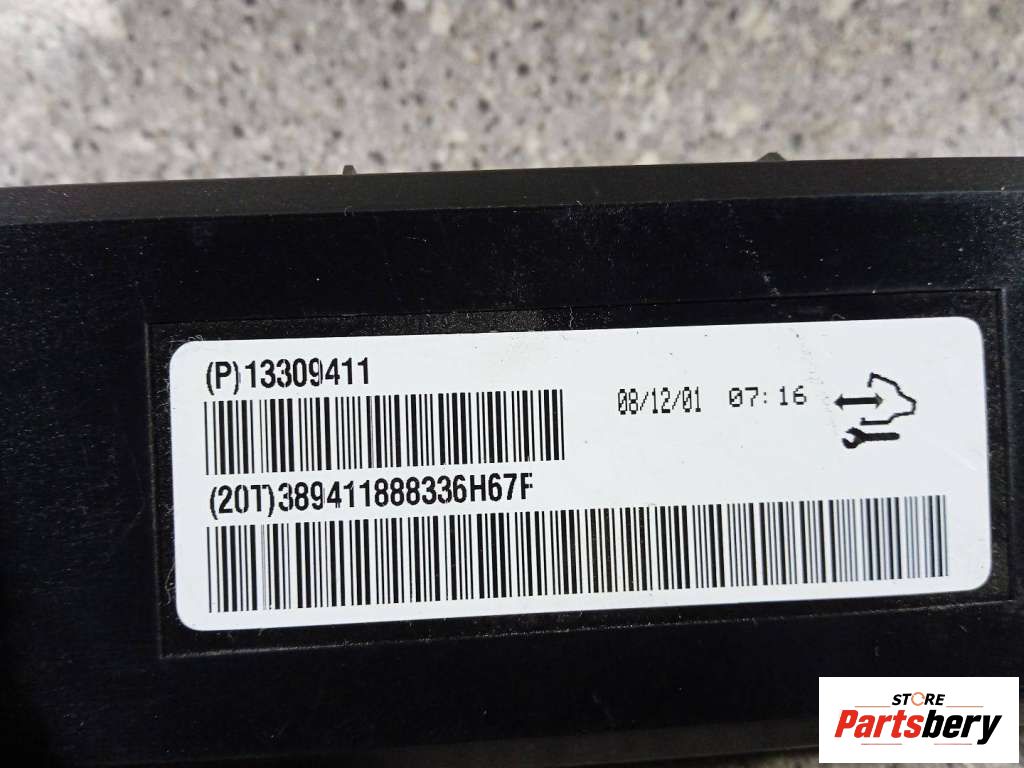 (P)13309411
08/12/01 07:16
(20T)389411888336H67F
STORE
Partsbery